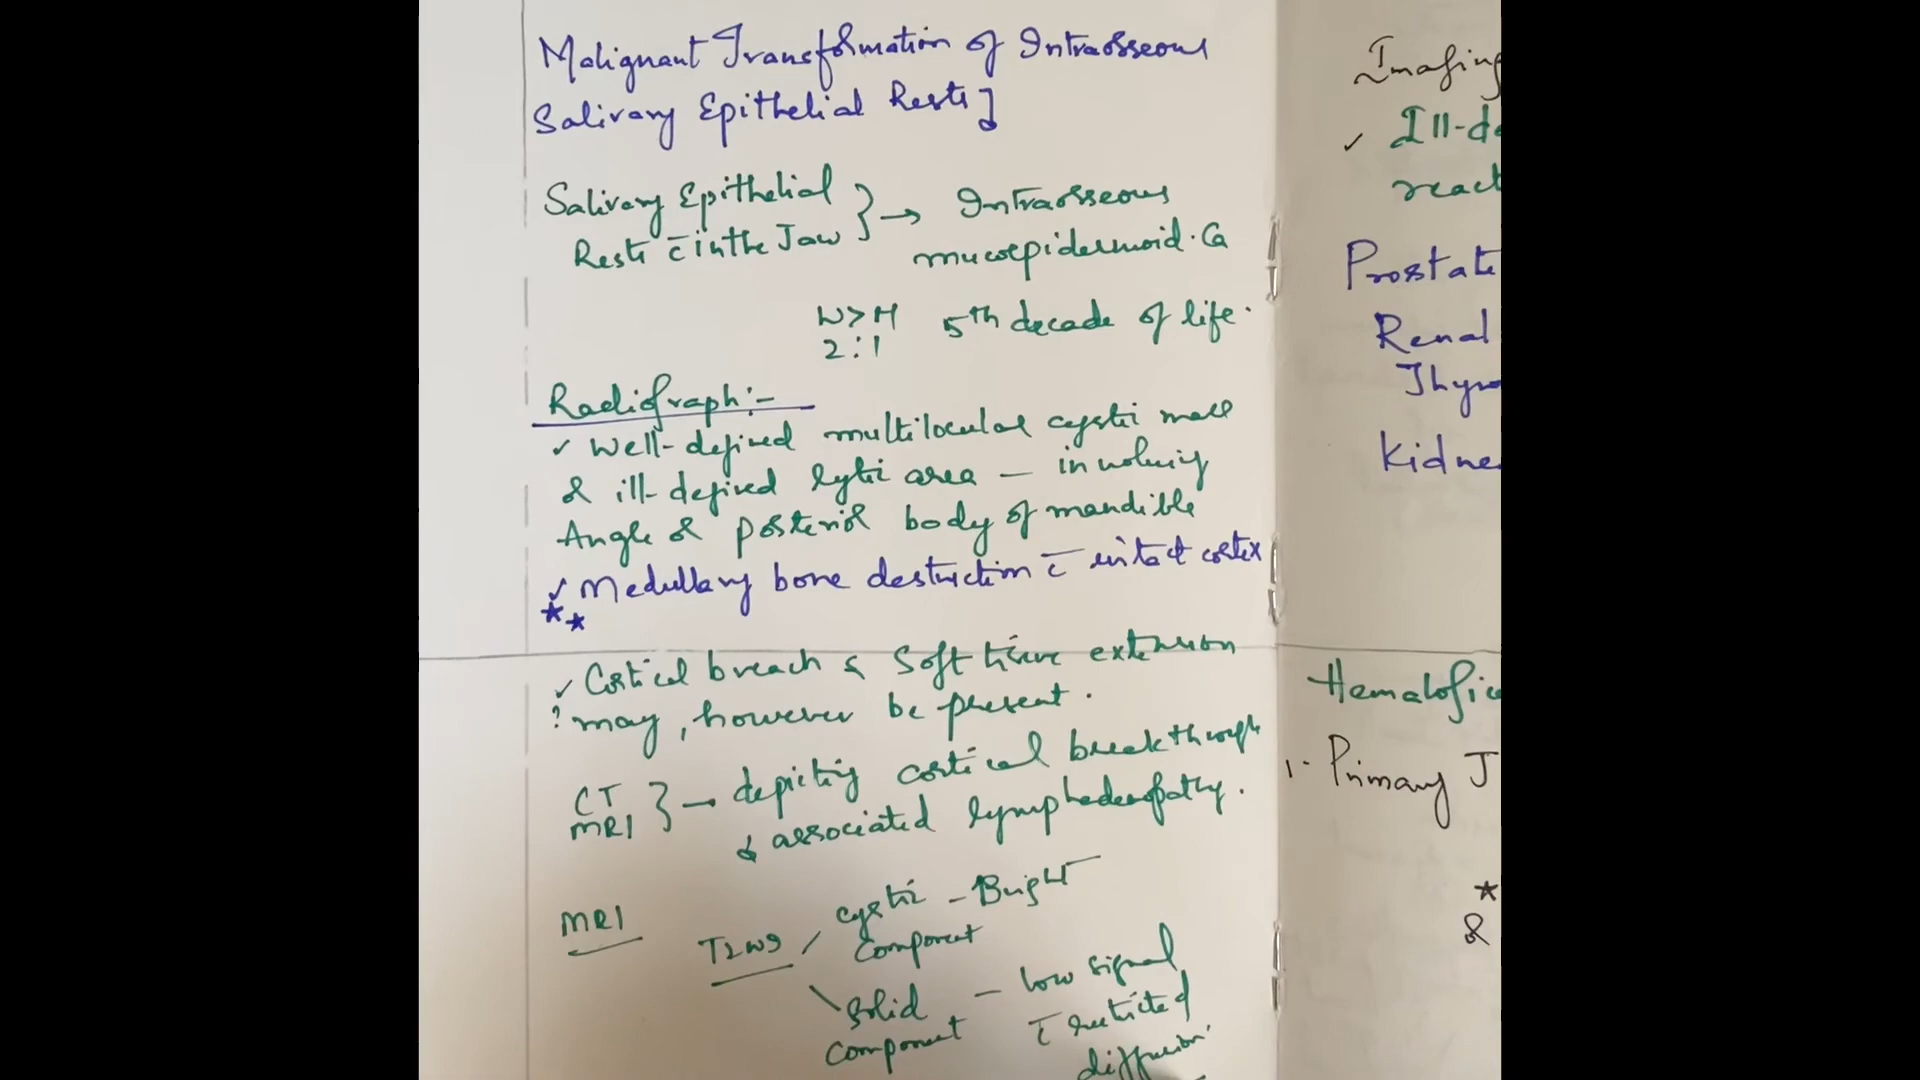 Malignant Transformation of Intraosseous
Salivary Epithelial Rests]
Salivary Epithelial
Rests c̄ in the Jaw } → Intraosseous
mucoepidermoid. Ca
W>M 5th decade of life.
2:1
Radiograph:-
✓ Well-defined multilocular cystic mass
& ill-defined lytic area — involving
Angle & posterior body of mandible
✓ Medullary bone destruction c̄ intact cortex
★★
✓ Cortical breach & Soft tissue extension
? may, however be present.
CT
MRI } → depicting cortical breakthrough
& associated lymphadenopathy.
MRI
T2WS / cystic - Bright
component
\ Solid — low signal
component c̄ restricted
diffusion.
Imaging
✓ Ill-de
react
Prostate
Renal
Thyro
Kidne
Hematologic
1. Primary J
★
&